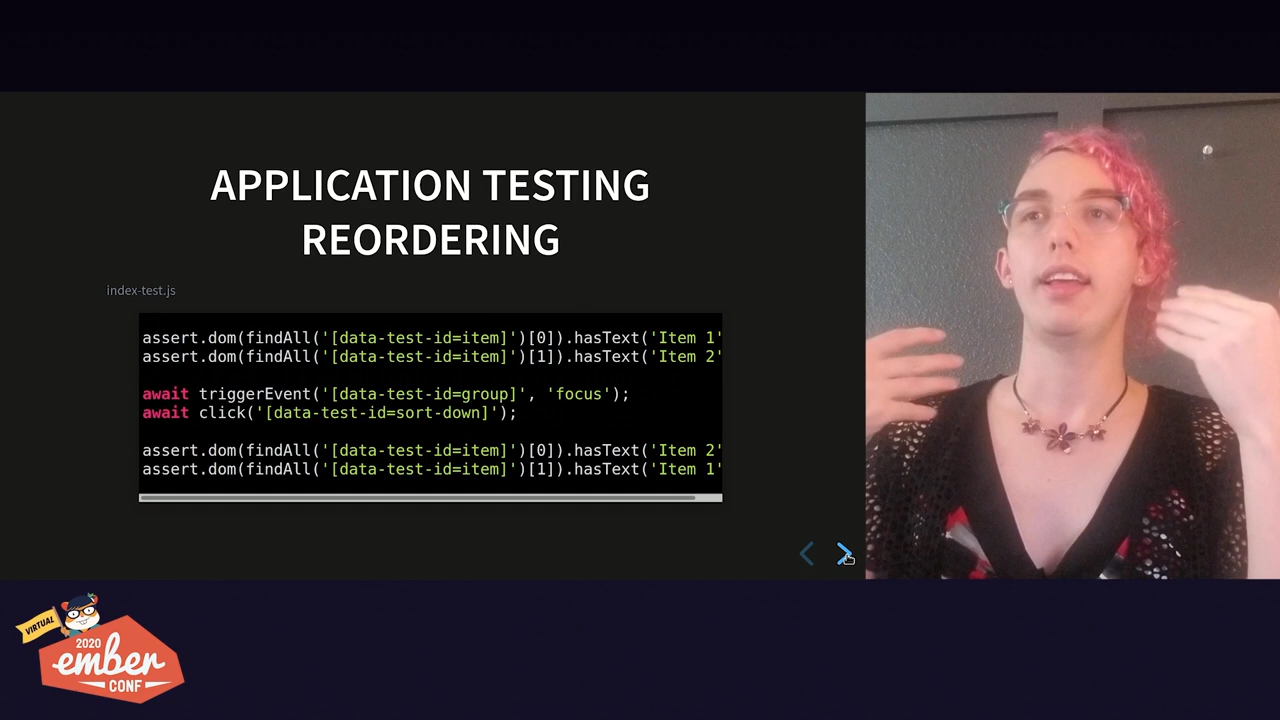 APPLICATION TESTING
REORDERING
index-test.js
assert.dom(findAll('[data-test-id=item]')[0]).hasText('Item 1'
assert.dom(findAll('[data-test-id=item]')[1]).hasText('Item 2'
await triggerEvent('[data-test-id=group]', 'focus');
await click('[data-test-id=sort-down]');
assert.dom(findAll('[data-test-id=item]')[0]).hasText('Item 2'
assert.dom(findAll('[data-test-id=item]')[1]).hasText('Item 1'
VIRTUAL
2020
ember
CONF